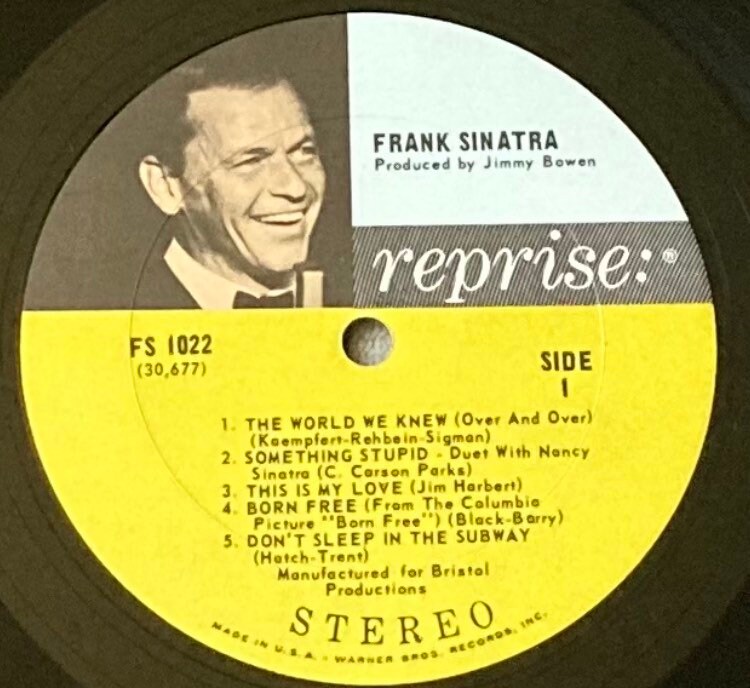 FRANK SINATRA
Produced by Jimmy Bowen
reprise:®
FS 1022
(30,677)
SIDE
1
1. THE WORLD WE KNEW (Over And Over)
(Kaempfert-Rehbein-Sigman)
2. SOMETHING STUPID - Duet With Nancy
Sinatra (C. Carson Parks)
3. THIS IS MY LOVE (Jim Harbert)
4. BORN FREE (From The Columbia
Picture ""Born Free") (Black-Barry)
5. DON'T SLEEP IN THE SUBWAY
(Hatch-Trent)
Manufactured for Bristol
Productions
STEREO
MADE IN U.S.A. - WARNER BROS. RECORDS, INC.